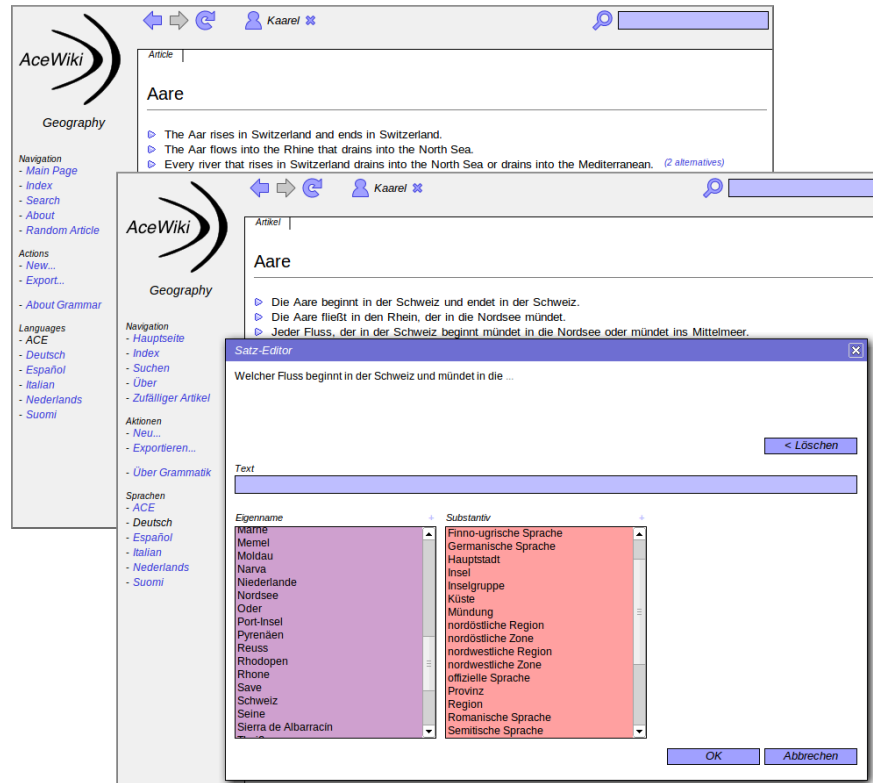 Kaarel
AceWiki
Geography
Navigation
- Main Page
- Index
- Search
- About
- Random Article
Actions
- New...
- Export...
- About Grammar
Languages
- ACE
- Deutsch
- Español
- Italian
- Nederlands
- Suomi
Article
Aare
The Aar rises in Switzerland and ends in Switzerland.
The Aar flows into the Rhine that drains into the North Sea.
Every river that rises in Switzerland drains into the North Sea or drains into the Mediterranean. (2 alternatives)
Kaarel
AceWiki
Geography
Navigation
- Hauptseite
- Index
- Suchen
- Über
- Zufälliger Artikel
Aktionen
- Neu...
- Exportieren...
- Über Grammatik
Sprachen
- ACE
- Deutsch
- Español
- Italian
- Nederlands
- Suomi
Artikel
Aare
Die Aare beginnt in der Schweiz und endet in der Schweiz.
Die Aare fließt in den Rhein, der in die Nordsee mündet.
Jeder Fluss, der in der Schweiz beginnt mündet in die Nordsee oder mündet ins Mittelmeer.
Satz-Editor
Welcher Fluss beginnt in der Schweiz und mündet in die ...
< Löschen
Text
Eigenname +
Marne
Memel
Moldau
Narva
Niederlande
Nordsee
Oder
Port-Insel
Pyrenäen
Reuss
Rhodopen
Rhone
Save
Schweiz
Seine
Sierra de Albarracín
Substantiv +
Finno-ugrische Sprache
Germanische Sprache
Hauptstadt
Insel
Inselgruppe
Küste
Mündung
nordöstliche Region
nordöstliche Zone
nordwestliche Region
nordwestliche Zone
offizielle Sprache
Provinz
Region
Romanische Sprache
Semitische Sprache
OK
Abbrechen